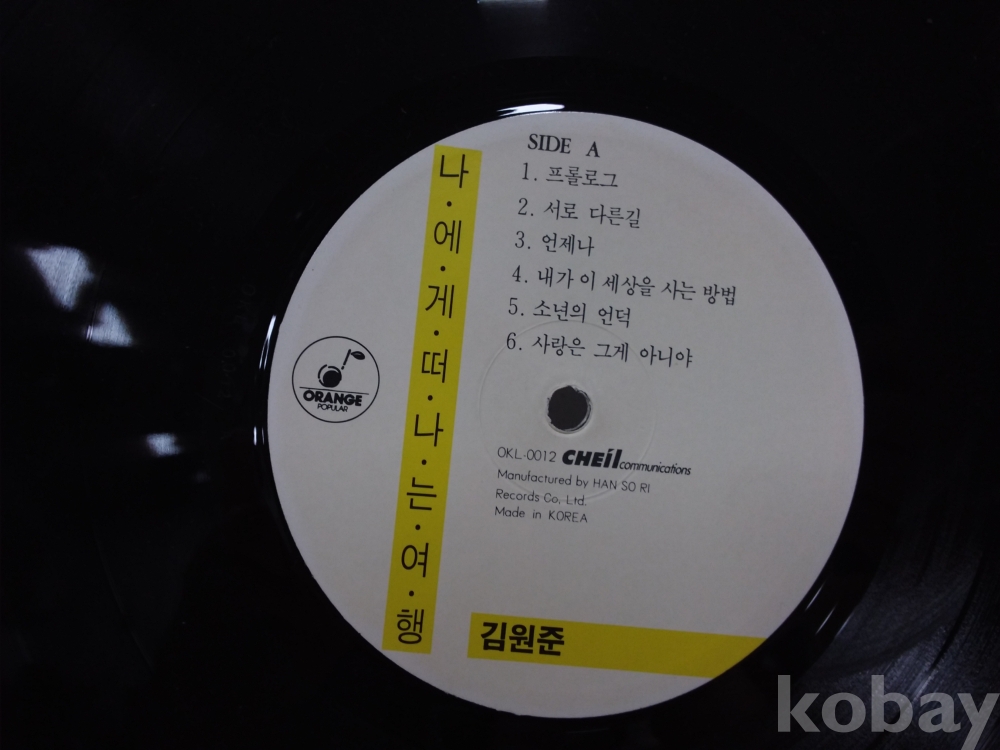 SIDE A
1. 프롤로그
2. 서로 다른길
3. 언제나
4. 내가 이 세상을 사는 방법
5. 소년의 언덕
6. 사랑은 그게 아니야
나·에·게·떠·나·는·여·행
ORANGE
POPULAR
OKL·0012 CHEil communications
Manufactured by HAN SO RI
Records Co., Ltd.
Made in KOREA
김원준
kobay